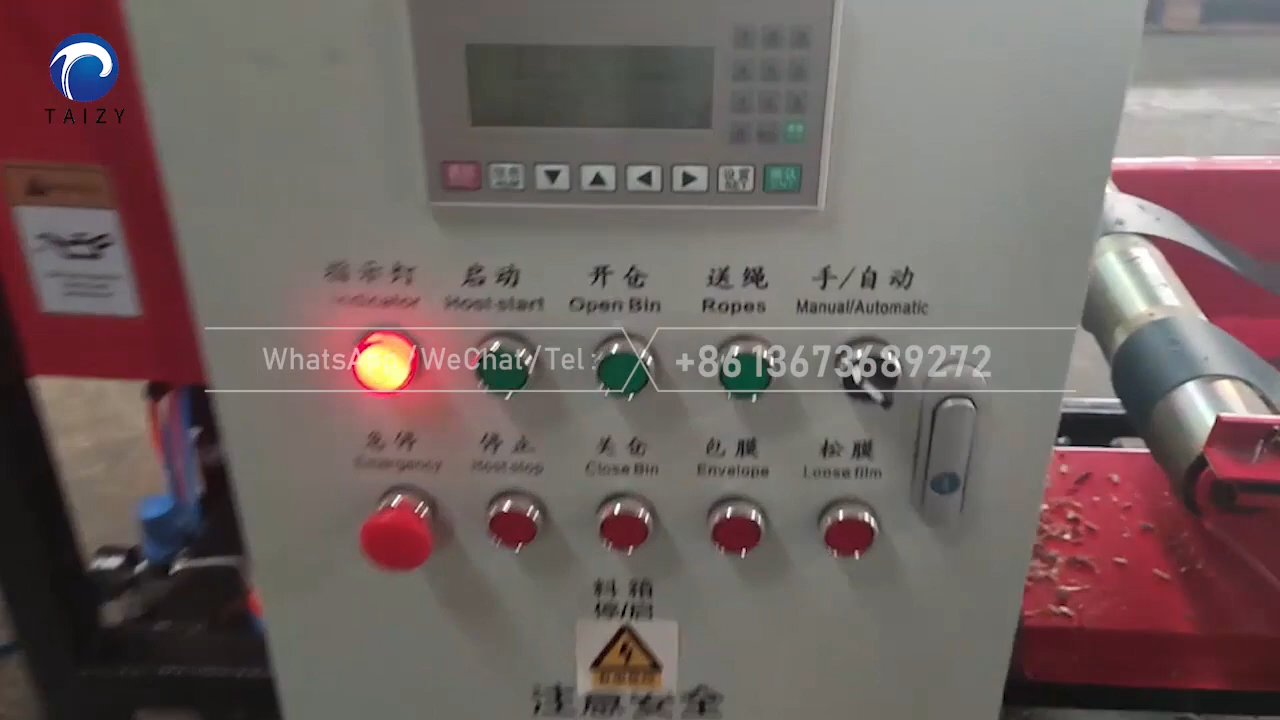 TAIZY
指示灯 启动 开仓 送绳 手/自动
Indicator Host start Open Bin Ropes Manual/Automatic
WhatsApp/WeChat/Tel: +86 13673689272
急停 停止 关仓 包膜 松膜
Emergency Host stop Close Bin Envelope Loose film
料箱
停/启
注意安全